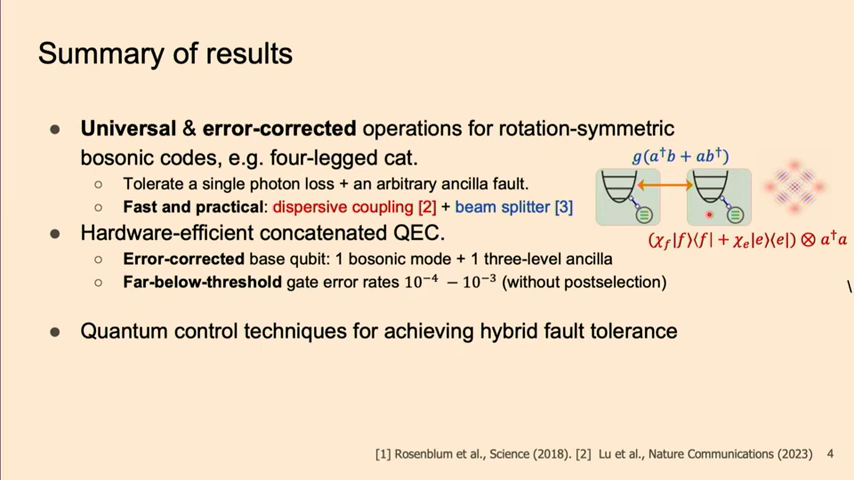 Summary of results
● Universal & error-corrected operations for rotation-symmetric
bosonic codes, e.g. four-legged cat.
○ Tolerate a single photon loss + an arbitrary ancilla fault.
○ Fast and practical: dispersive coupling [2] + beam splitter [3]
g(a†b + ab†)
(χ_f|f⟩⟨f| + χ_e|e⟩⟨e|) ⊗ a†a
● Hardware-efficient concatenated QEC.
○ Error-corrected base qubit: 1 bosonic mode + 1 three-level ancilla
○ Far-below-threshold gate error rates 10⁻⁴ − 10⁻³ (without postselection)
\
● Quantum control techniques for achieving hybrid fault tolerance
[1] Rosenblum et al., Science (2018). [2] Lu et al., Nature Communications (2023) 4